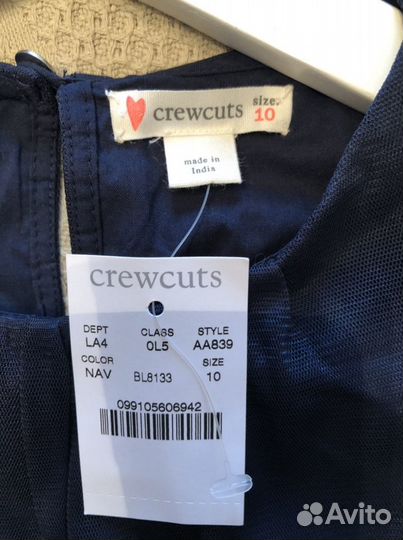 crewcuts
size:
10
made in
India
crewcuts
DEPT CLASS STYLE
LA4 0L5 AA839
COLOR SIZE
NAV BL8133 10
099105606942
Avito